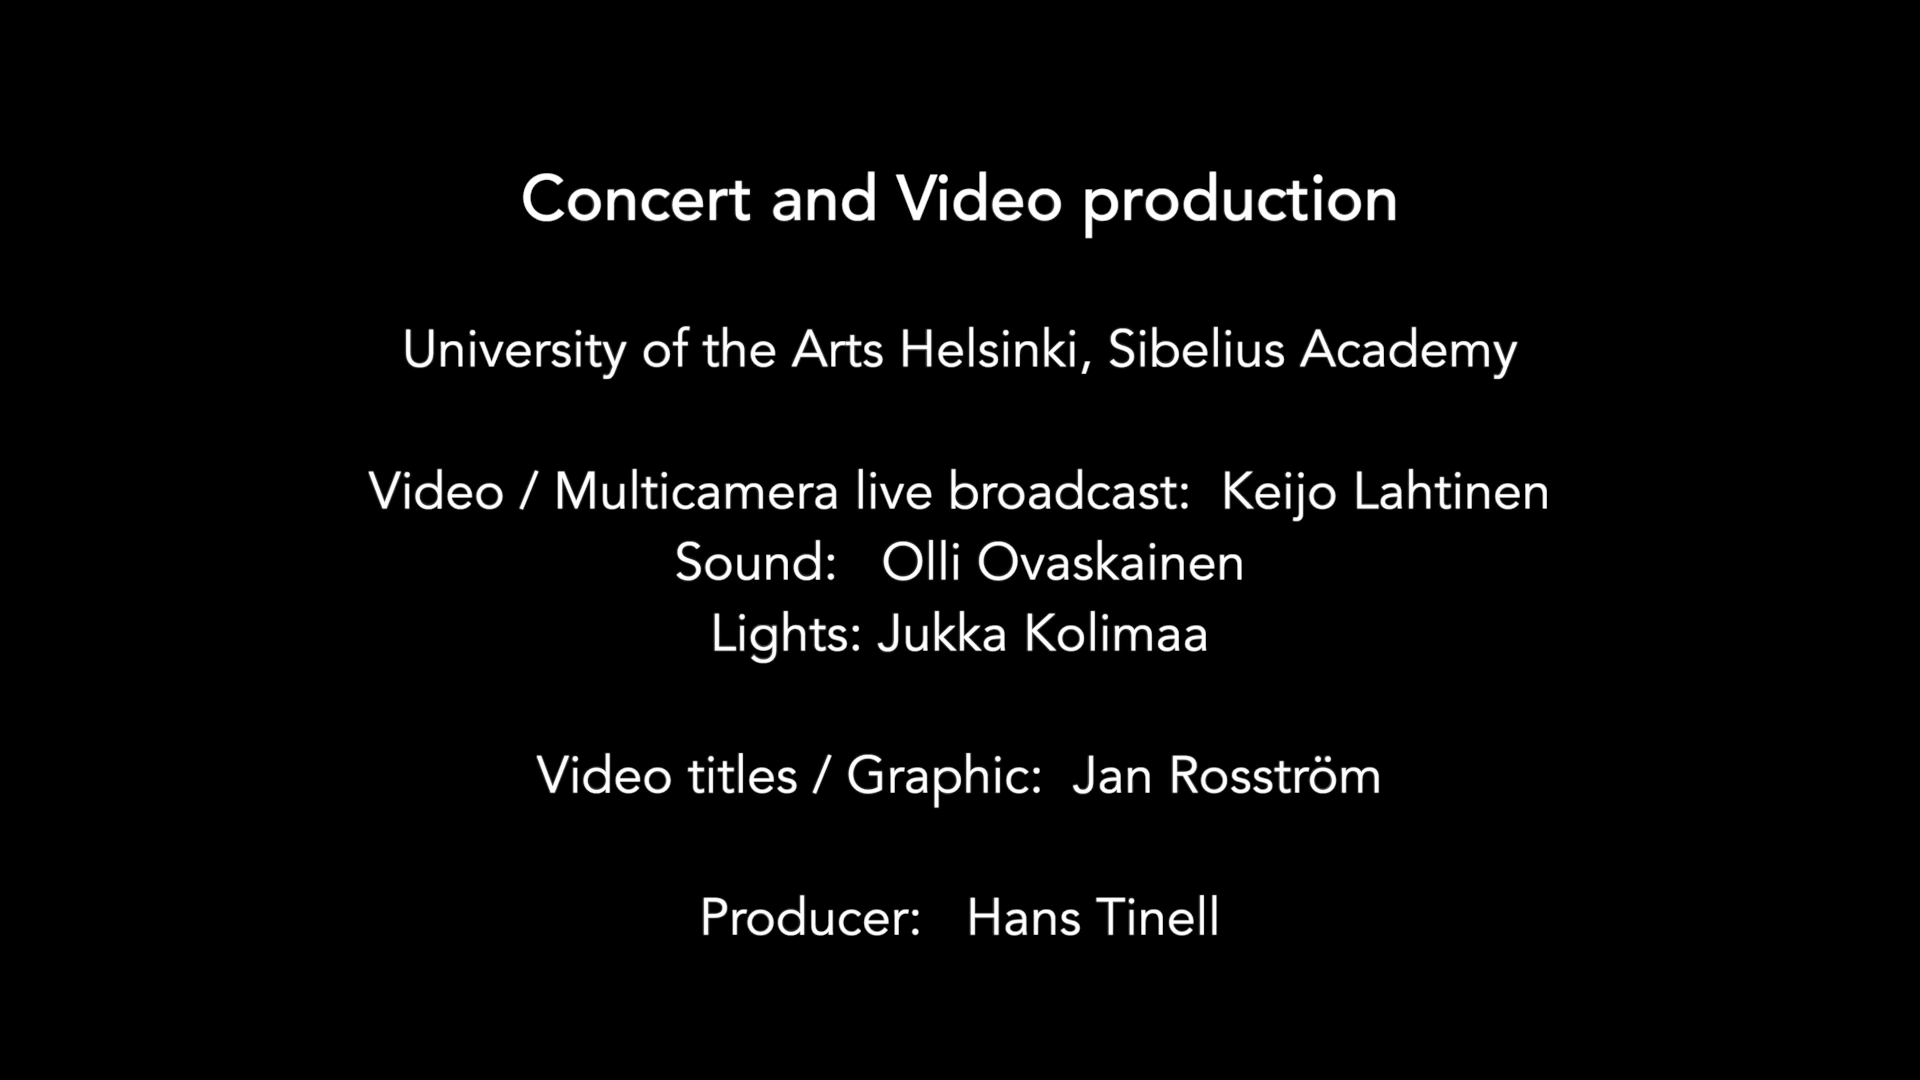 Concert and Video production
University of the Arts Helsinki, Sibelius Academy
Video / Multicamera live broadcast: Keijo Lahtinen
Sound: Olli Ovaskainen
Lights: Jukka Kolimaa
Video titles / Graphic: Jan Rosström
Producer: Hans Tinell